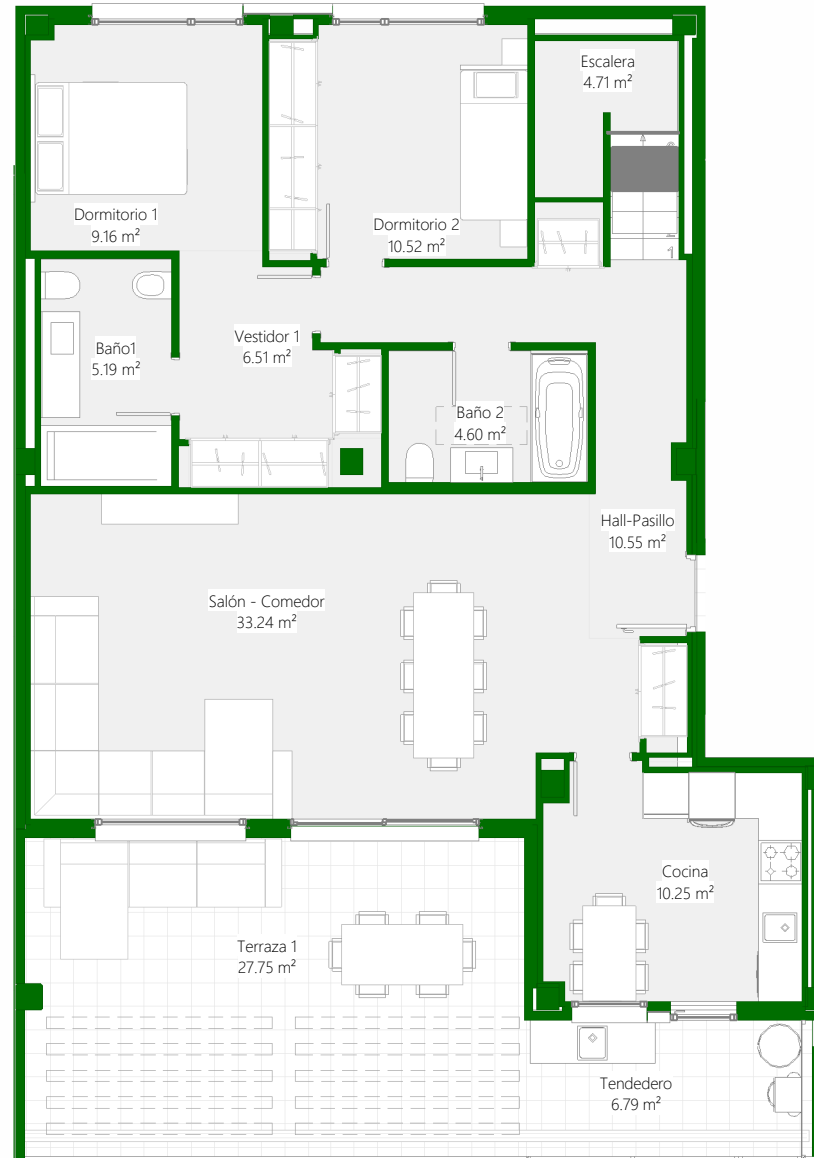 Escalera
4.71 m²
Dormitorio 1
9.16 m²
Dormitorio 2
10.52 m²
Baño1
5.19 m²
Vestidor 1
6.51 m²
Baño 2
4.60 m²
Hall-Pasillo
10.55 m²
Salón - Comedor
33.24 m²
Cocina
10.25 m²
Terraza 1
27.75 m²
Tendedero
6.79 m²